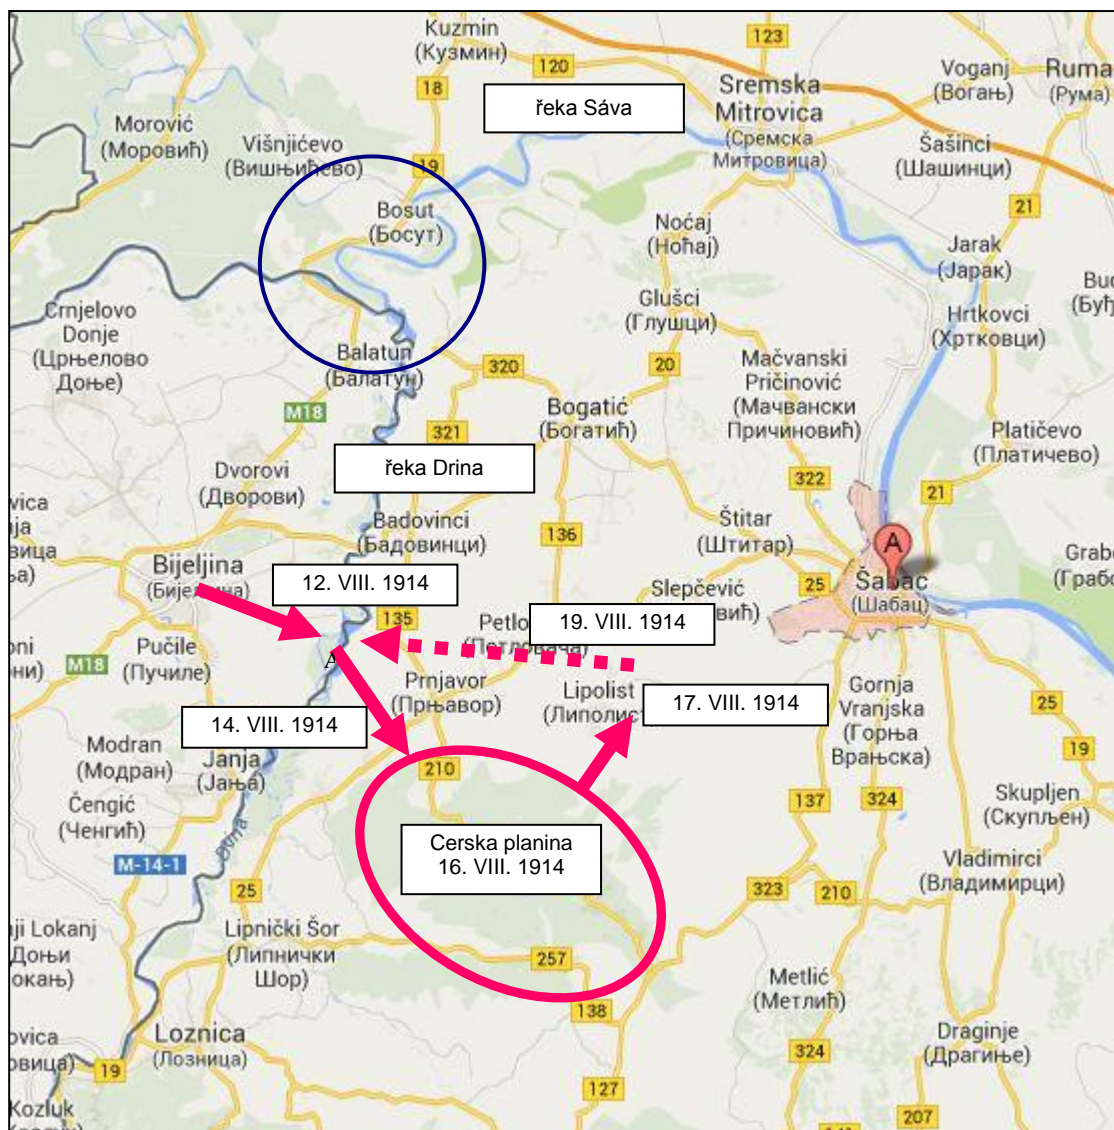 Kuzmin
(Кузмин)
123
120
Voganj
(Вогањ)
Ruma
(Рума)
18
řeka Sáva
Sremska
Mitrovica
(Сремска
Митровица)
Morović
(Моровић)
Višnjićevo
(Вишњићево)
Šašinci
(Шашинци)
19
Bosut
(Босут)
21
Noćaj
(Ноћај)
Jarak
(Јарак)
Crnjelovo
Donje
(Црњелово
Доње)
Glušci
(Глушци)
Hrtkovci
(Хртковци)
Balatun
(Балатун)
320
20
Mačvanski
Pričinović
(Мачвански
Причиновић)
M18
Bogatić
(Богатић)
321
Platičevo
(Платичево)
řeka Drina
Dvorovi
(Дворови)
322
21
Badovinci
(Бадовинци)
136
Štitar
(Штитар)
A
Bijeljina
12. VIII. 1914
Slepčević
25
Šabac
(Шабац)
135
19. VIII. 1914
M18
Pučile
(Пучиле)
A
Prnjavor
(Прњавор)
Lipolist
17. VIII. 1914
Gornja
Vranjska
(Горња
Врањска)
25
14. VIII. 1914
19
Modran
(Модран)
Janja
(Јања)
210
Čengić
(Ченгић)
137
324
Skupljen
(Скупљен)
Cerska planina
16. VIII. 1914
M-14-1
Drina
Vladimirci
(Владимирци)
25
323
210
Lipnički Šor
(Липнички
Шор)
257
Metlić
(Метлић)
138
Loznica
(Лозница)
Draginje
(Драгиње)
324
19
127
Kozluk
207